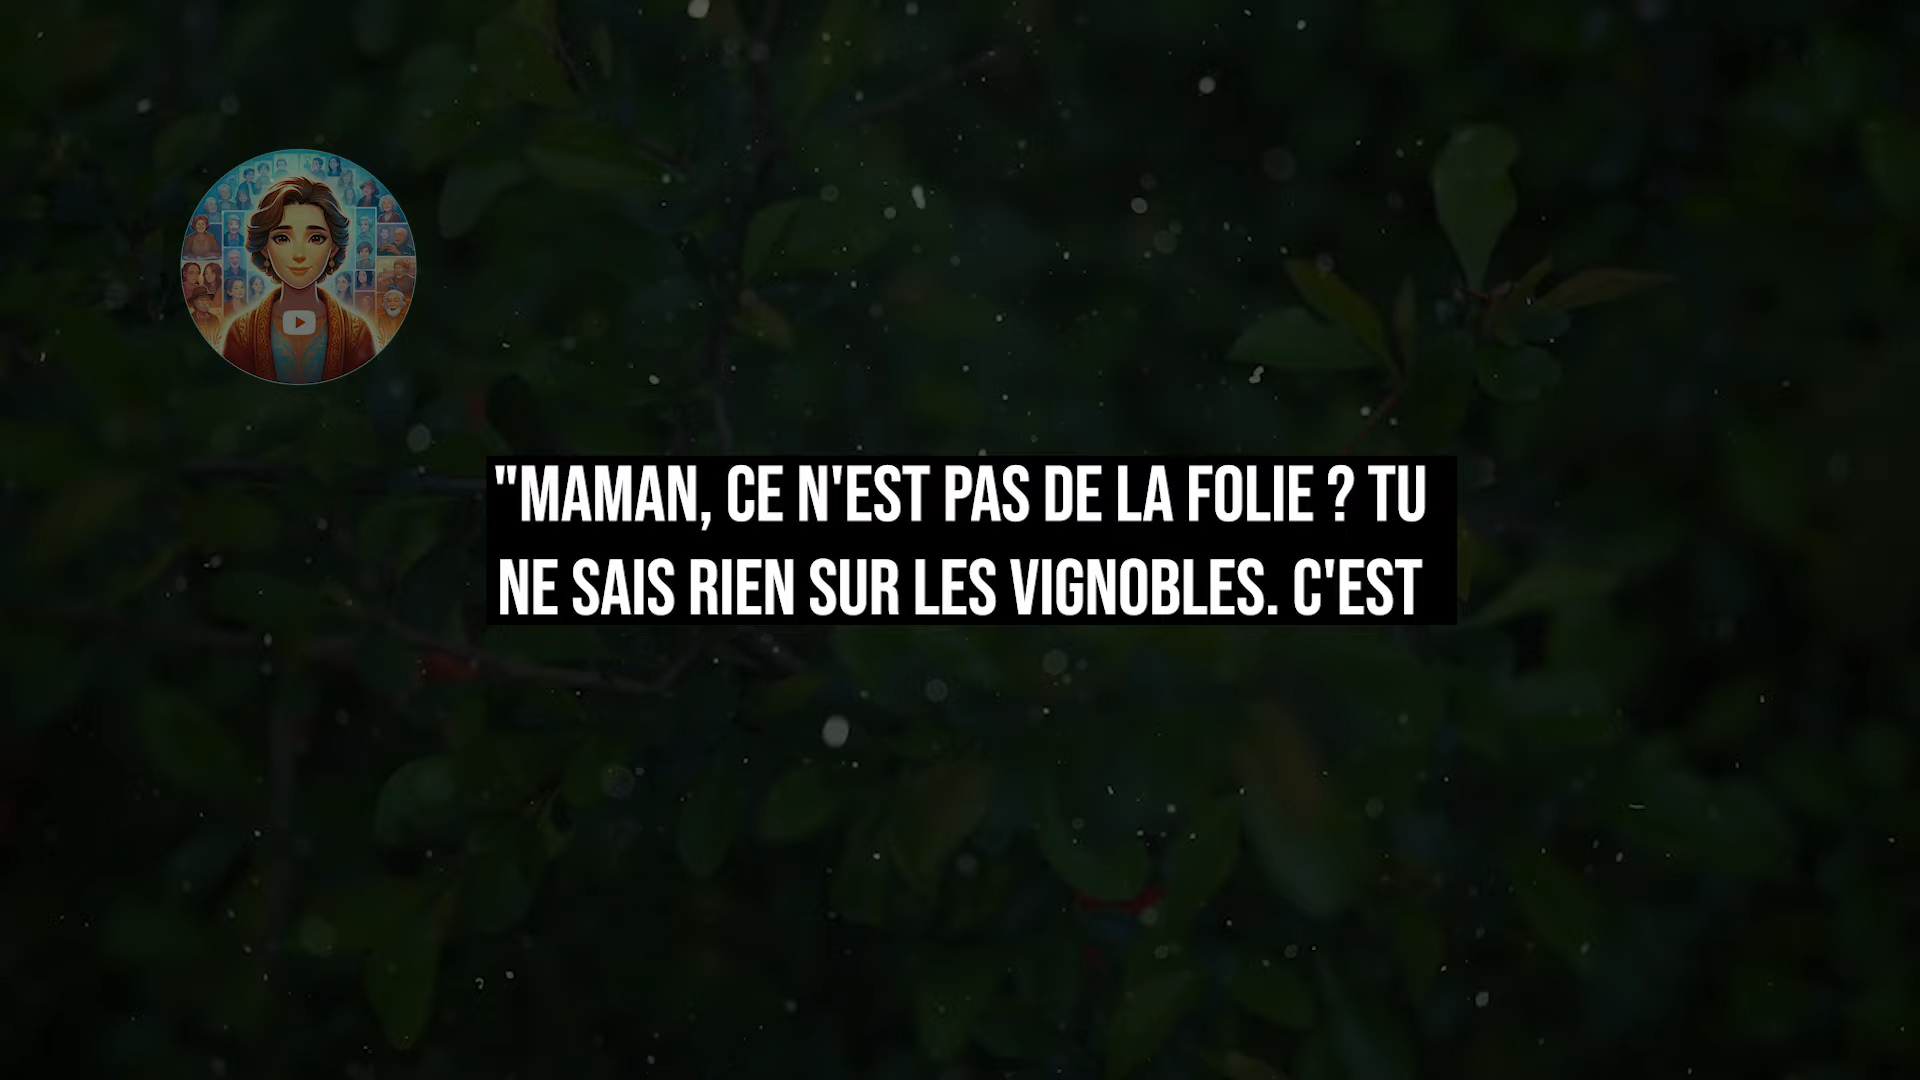 "MAMAN, CE N'EST PAS DE LA FOLIE ? TU
NE SAIS RIEN SUR LES VIGNOBLES. C'EST